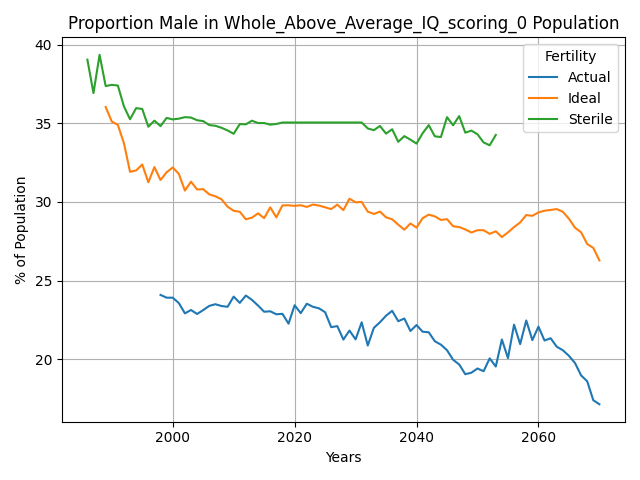 Proportion Male in Whole_Above_Average_IQ_scoring_0 Population
% of Population
40
35
30
25
20
Fertility
Actual
Ideal
Sterile
2000
2020
2040
2060
Years